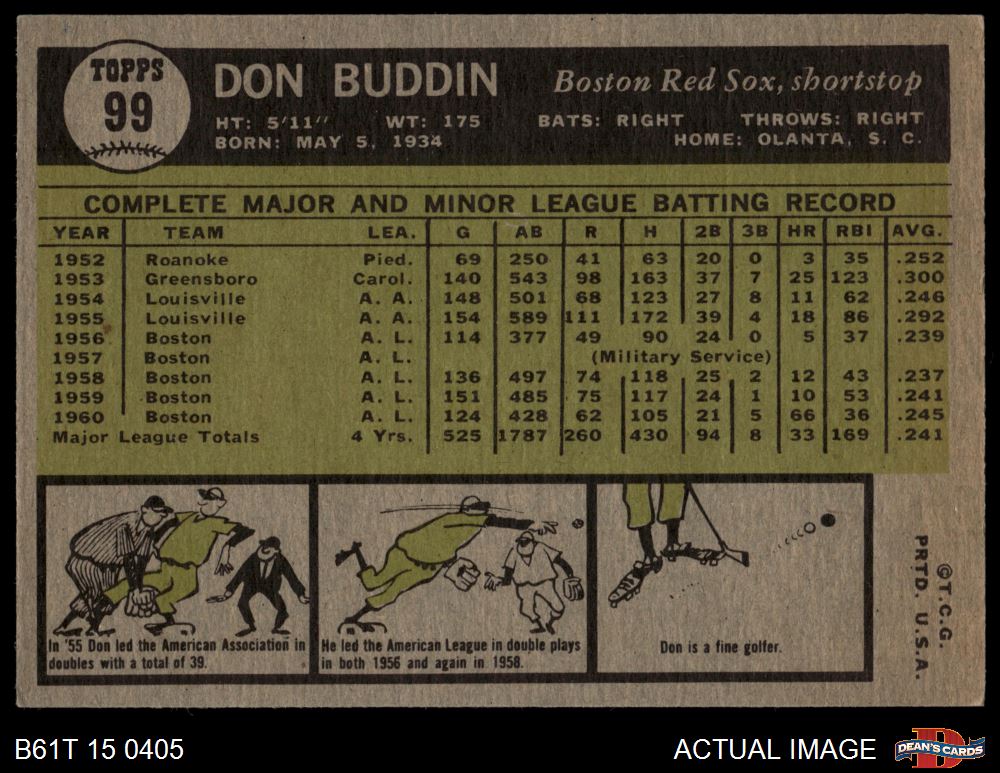 TOPPS
99
DON BUDDIN Boston Red Sox, shortstop
HT: 5'11" WT: 175 BATS: RIGHT THROWS: RIGHT
BORN: MAY 5, 1934 HOME: OLANTA, S. C.
COMPLETE MAJOR AND MINOR LEAGUE BATTING RECORD
YEAR TEAM LEA. G AB R H 2B 3B HR RBI AVG.
1952 Roanoke Pied. 69 250 41 63 20 0 3 35 .252
1953 Greensboro Carol. 140 543 98 163 37 7 25 123 .300
1954 Louisville A. A. 148 501 68 123 27 8 11 62 .246
1955 Louisville A. A. 154 589 111 172 39 4 18 86 .292
1956 Boston A. L. 114 377 49 90 24 0 5 37 .239
1957 Boston A. L. (Military Service)
1958 Boston A. L. 136 497 74 118 25 2 12 43 .237
1959 Boston A. L. 151 485 75 117 24 1 10 53 .241
1960 Boston A. L. 124 428 62 105 21 5 66 36 .245
Major League Totals 4 Yrs. 525 1787 260 430 94 8 33 169 .241
In '55 Don led the American Association in
doubles with a total of 39.
He led the American League in double plays
in both 1956 and again in 1958.
Don is a fine golfer.
©T.C.G.
PRTD. U.S.A.
B61T 15 0405 ACTUAL IMAGE
D
DEAN'S CARDS